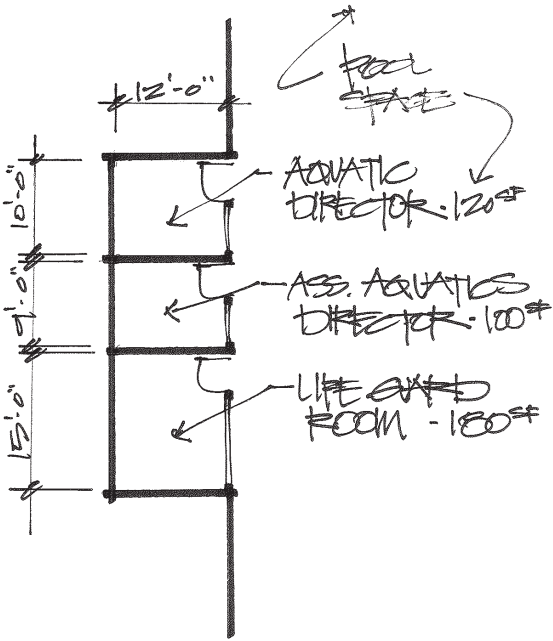 12'-0"
POOL
SPACE
10'-0"
AQUATIC
DIRECTOR · 120 SF
9'-0"
ASS. AQUATICS
DIRECTOR · 100 SF
15'-0"
LIFE GUARD
ROOM - 180 SF